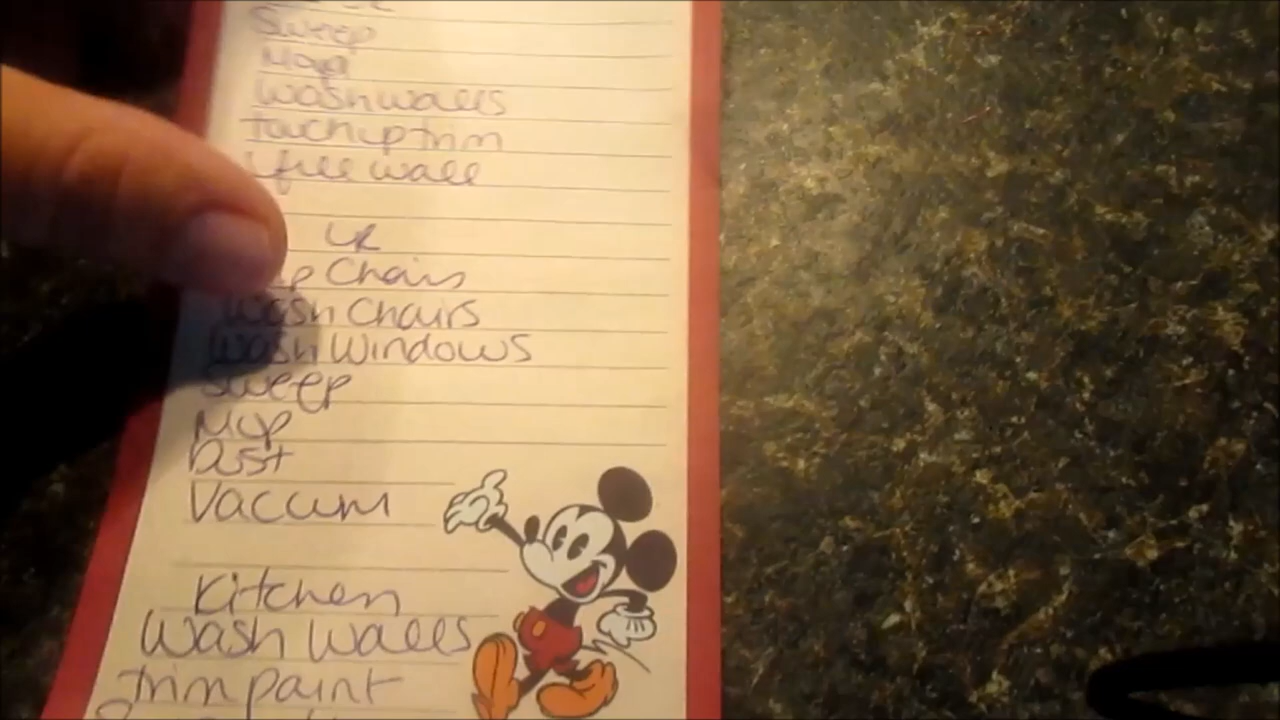 Sweep
Mop
Wash walls
touch up trim
wall
LR
Chairs
Wash Chairs
Wash Windows
Sweep
Mop
Dust
Vaccum
Kitchen
Wash walls
trim paint